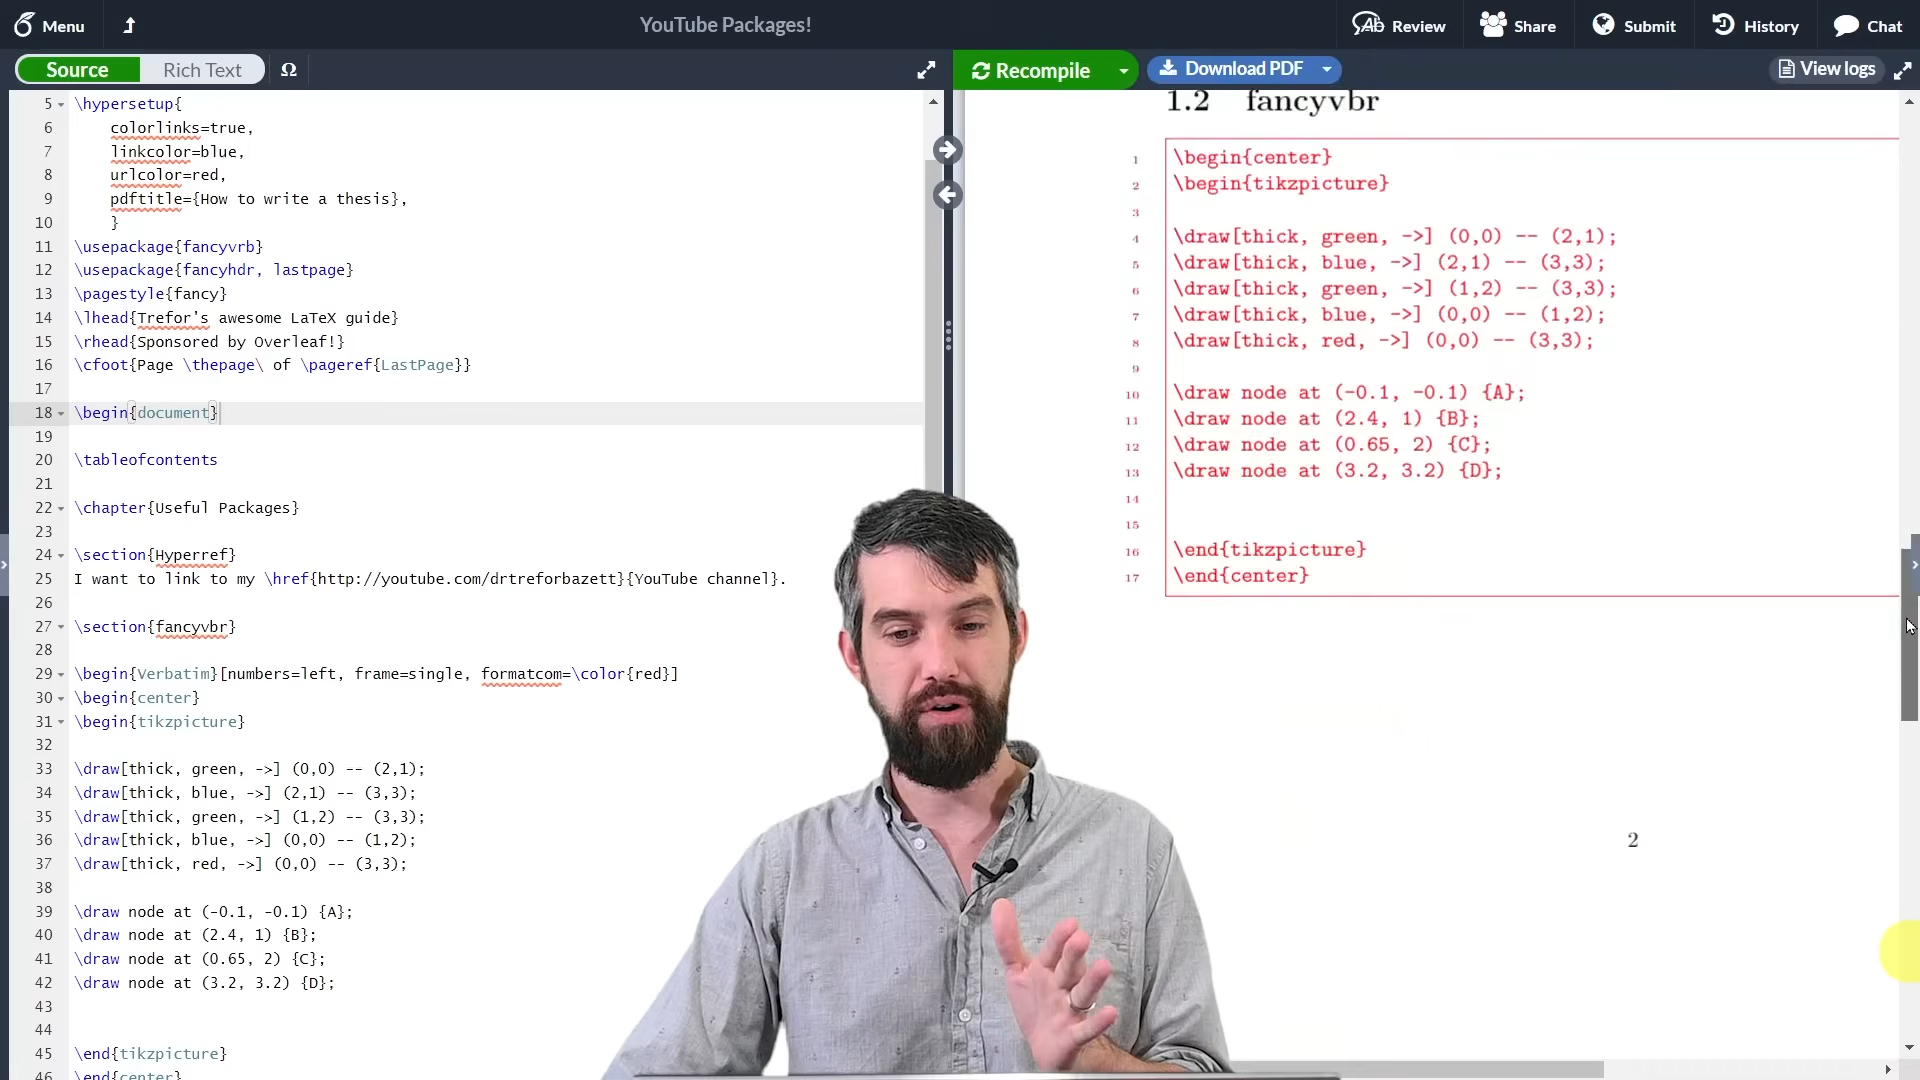 Menu
YouTube Packages!
Review
Share
Submit
History
Chat
Source
Rich Text
Ω
Recompile
Download PDF
View logs
5 \hypersetup{
6 colorlinks=true,
7 linkcolor=blue,
8 urlcolor=red,
9 pdftitle={How to write a thesis},
10 }
11 \usepackage{fancyvrb}
12 \usepackage{fancyhdr, lastpage}
13 \pagestyle{fancy}
14 \lhead{Trefor's awesome LaTeX guide}
15 \rhead{Sponsored by Overleaf!}
16 \cfoot{Page \thepage\ of \pageref{LastPage}}
17
18 \begin{document}
19
20 \tableofcontents
21
22 \chapter{Useful Packages}
23
24 \section{Hyperref}
25 I want to link to my \href{http://youtube.com/drtreforbazett}{YouTube channel}.
26
27 \section{fancyvbr}
28
29 \begin{Verbatim}[numbers=left, frame=single, formatcom=\color{red}]
30 \begin{center}
31 \begin{tikzpicture}
32
33 \draw[thick, green, ->] (0,0) -- (2,1);
34 \draw[thick, blue, ->] (2,1) -- (3,3);
35 \draw[thick, green, ->] (1,2) -- (3,3);
36 \draw[thick, blue, ->] (0,0) -- (1,2);
37 \draw[thick, red, ->] (0,0) -- (3,3);
38
39 \draw node at (-0.1, -0.1) {A};
40 \draw node at (2.4, 1) {B};
41 \draw node at (0.65, 2) {C};
42 \draw node at (3.2, 3.2) {D};
43
44
45 \end{tikzpicture}
46 \end{center}
1.2 fancyvbr
1 \begin{center}
2 \begin{tikzpicture}
3
4 \draw[thick, green, ->] (0,0) -- (2,1);
5 \draw[thick, blue, ->] (2,1) -- (3,3);
6 \draw[thick, green, ->] (1,2) -- (3,3);
7 \draw[thick, blue, ->] (0,0) -- (1,2);
8 \draw[thick, red, ->] (0,0) -- (3,3);
9
10 \draw node at (-0.1, -0.1) {A};
11 \draw node at (2.4, 1) {B};
12 \draw node at (0.65, 2) {C};
13 \draw node at (3.2, 3.2) {D};
14
15
16 \end{tikzpicture}
17 \end{center}
2